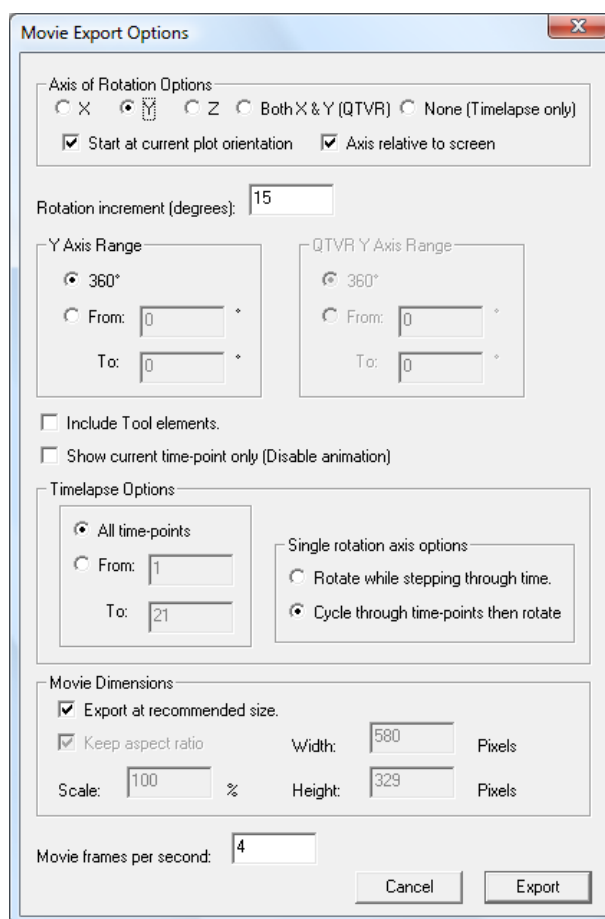 Movie Export Options
Axis of Rotation Options
X Y Z Both X & Y (QTVR) None (Timelapse only)
Start at current plot orientation Axis relative to screen
Rotation increment (degrees): 15
Y Axis Range QTVR Y Axis Range
360° 360°
From: 0 ° From: 0 °
To: 0 ° To: 0 °
Include Tool elements.
Show current time-point only (Disable animation)
Timelapse Options
All time-points
Single rotation axis options
From: 1
Rotate while stepping through time.
To: 21
Cycle through time-points then rotate
Movie Dimensions
Export at recommended size.
Keep aspect ratio Width: 580 Pixels
Scale: 100 % Height: 329 Pixels
Movie frames per second: 4
Cancel Export